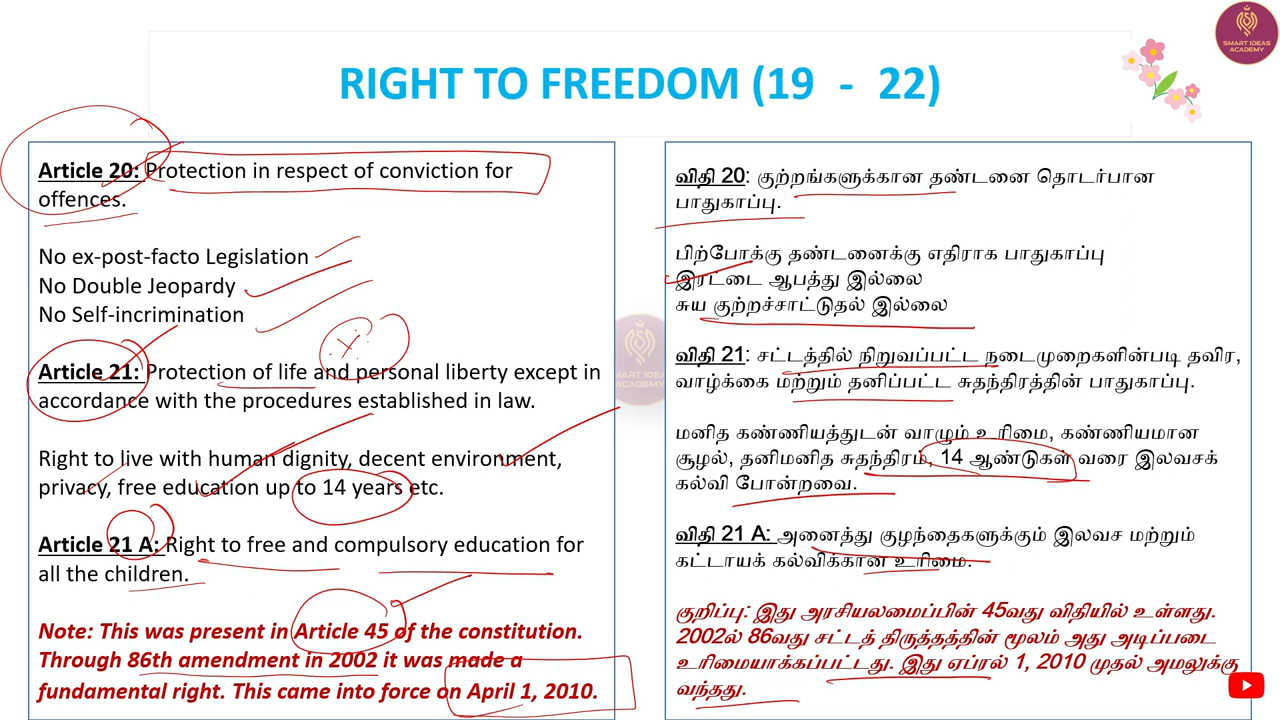 SMART IDEAS
ACADEMY
RIGHT TO FREEDOM (19 - 22)
Article 20: Protection in respect of conviction for
offences.
No ex-post-facto Legislation
No Double Jeopardy
No Self-incrimination
Article 21: Protection of life and personal liberty except in
accordance with the procedures established in law.
Right to live with human dignity, decent environment,
privacy, free education up to 14 years etc.
Article 21 A: Right to free and compulsory education for
all the children.
Note: This was present in Article 45 of the constitution.
Through 86th amendment in 2002 it was made a
fundamental right. This came into force on April 1, 2010.
SMART IDEAS
ACADEMY
விதி 20: குற்றங்களுக்கான தண்டனை தொடர்பான
பாதுகாப்பு.
பிற்போக்கு தண்டனைக்கு எதிராக பாதுகாப்பு
இரட்டை ஆபத்து இல்லை
சுய குற்றச்சாட்டுதல் இல்லை
விதி 21: சட்டத்தில் நிறுவப்பட்ட நடைமுறைகளின்படி தவிர,
வாழ்க்கை மற்றும் தனிப்பட்ட சுதந்திரத்தின் பாதுகாப்பு.
மனித கண்ணியத்துடன் வாழும் உரிமை, கண்ணியமான
சூழல், தனிமனித சுதந்திரம், 14 ஆண்டுகள் வரை இலவசக்
கல்வி போன்றவை.
விதி 21 A: அனைத்து குழந்தைகளுக்கும் இலவச மற்றும்
கட்டாயக் கல்விக்கான உரிமை.
குறிப்பு: இது அரசியலமைப்பின் 45வது விதியில் உள்ளது.
2002ல் 86வது சட்டத் திருத்தத்தின் மூலம் அது அடிப்படை
உரிமையாக்கப்பட்டது. இது ஏப்ரல் 1, 2010 முதல் அமலுக்கு
வந்தது.